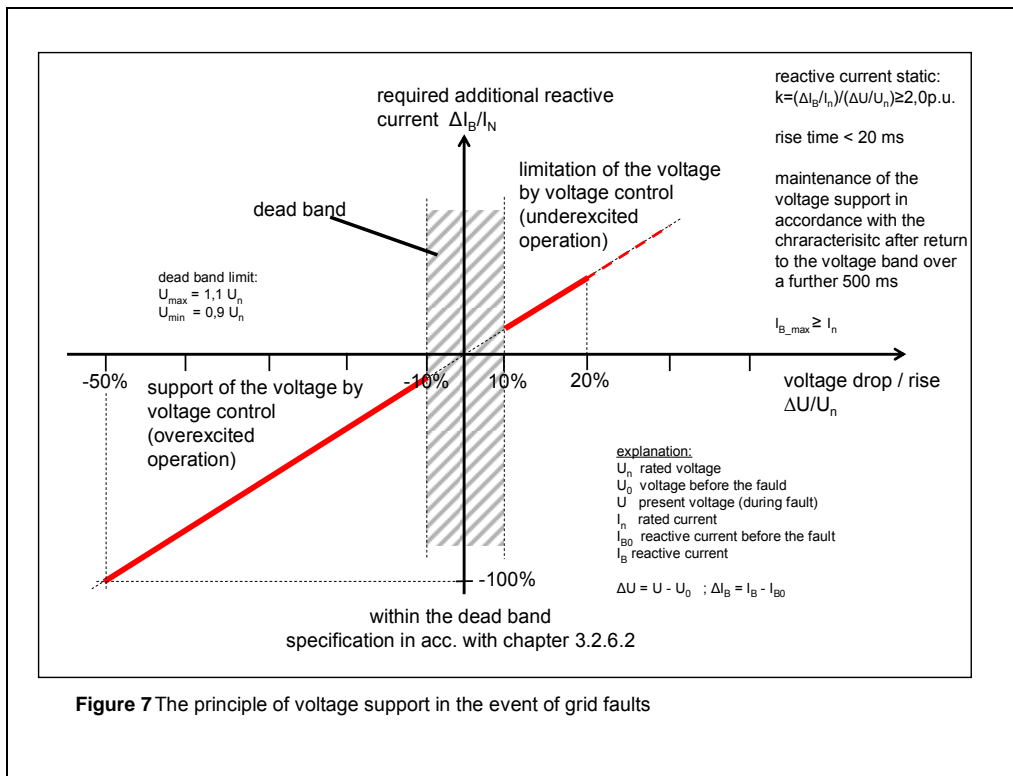 required additional reactive
current ΔI_B/I_N
reactive current static:
k=(ΔI_B/I_n)/(ΔU/U_n)≥2,0p.u.
rise time < 20 ms
maintenance of the
voltage support in
accordance with the
chraracterisitc after return
to the voltage band over
a further 500 ms
I_B_max ≥ I_n
limitation of the voltage
by voltage control
(underexcited
operation)
dead band
dead band limit:
U_max = 1,1 U_n
U_min = 0,9 U_n
-50%
-10%
10%
20%
voltage drop / rise
ΔU/U_n
support of the voltage by
voltage control
(overexcited
operation)
explanation:
U_n rated voltage
U_0 voltage before the fauld
U present voltage (during fault)
I_n rated current
I_B0 reactive current before the fault
I_B reactive current
ΔU = U - U_0 ; ΔI_B = I_B - I_B0
-100%
within the dead band
specification in acc. with chapter 3.2.6.2
Figure 7 The principle of voltage support in the event of grid faults